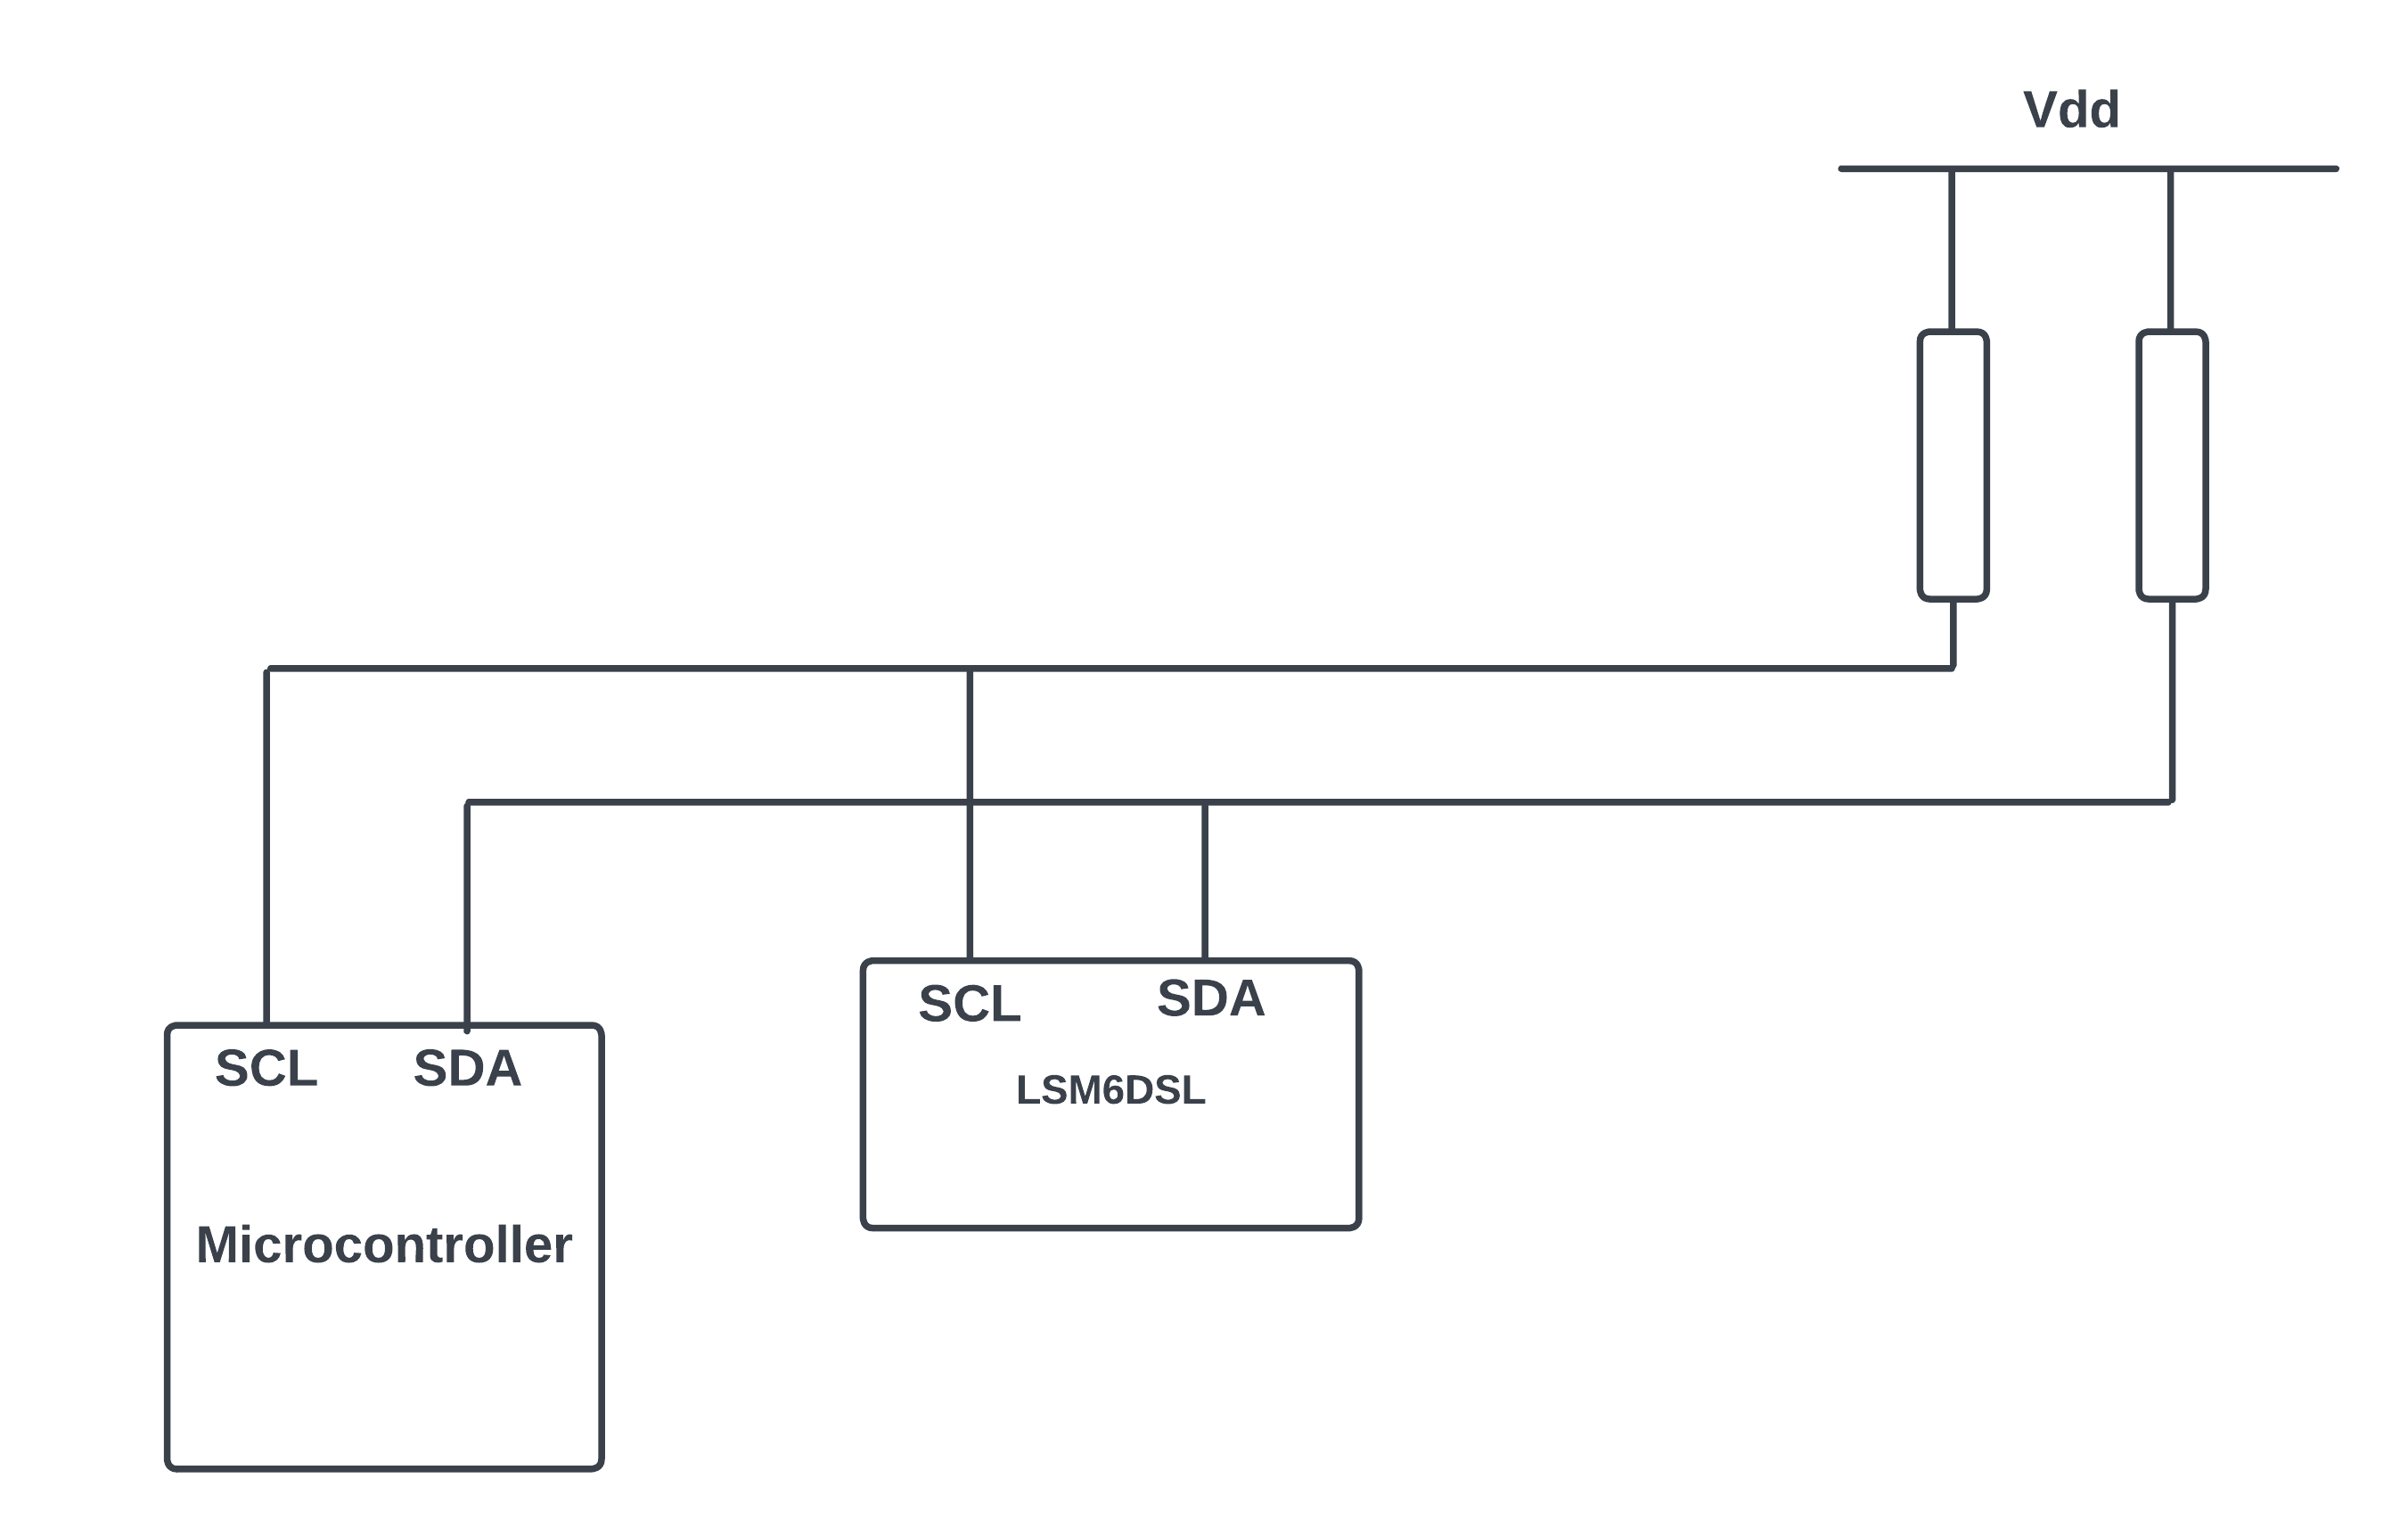 Vdd
SCL SDA
LSM6DSL
SCL SDA
Microcontroller